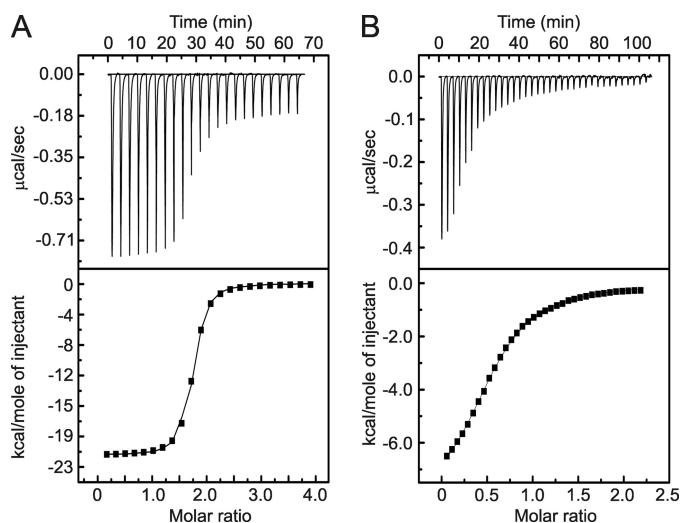 A
Time (min)
0 10 20 30 40 50 60 70
0.00
-0.18
-0.35
-0.53
-0.71
µcal/sec
0
-4
-8
-12
-15
-19
-23
kcal/mole of injectant
0.0 1.0 2.0 3.0 4.0
Molar ratio
B
Time (min)
0 20 40 60 80 100
0.0
-0.1
-0.2
-0.3
-0.4
µcal/sec
0.0
-2.0
-4.0
-6.0
kcal/mole of injectant
0.0 0.5 1.0 1.5 2.0 2.5
Molar ratio